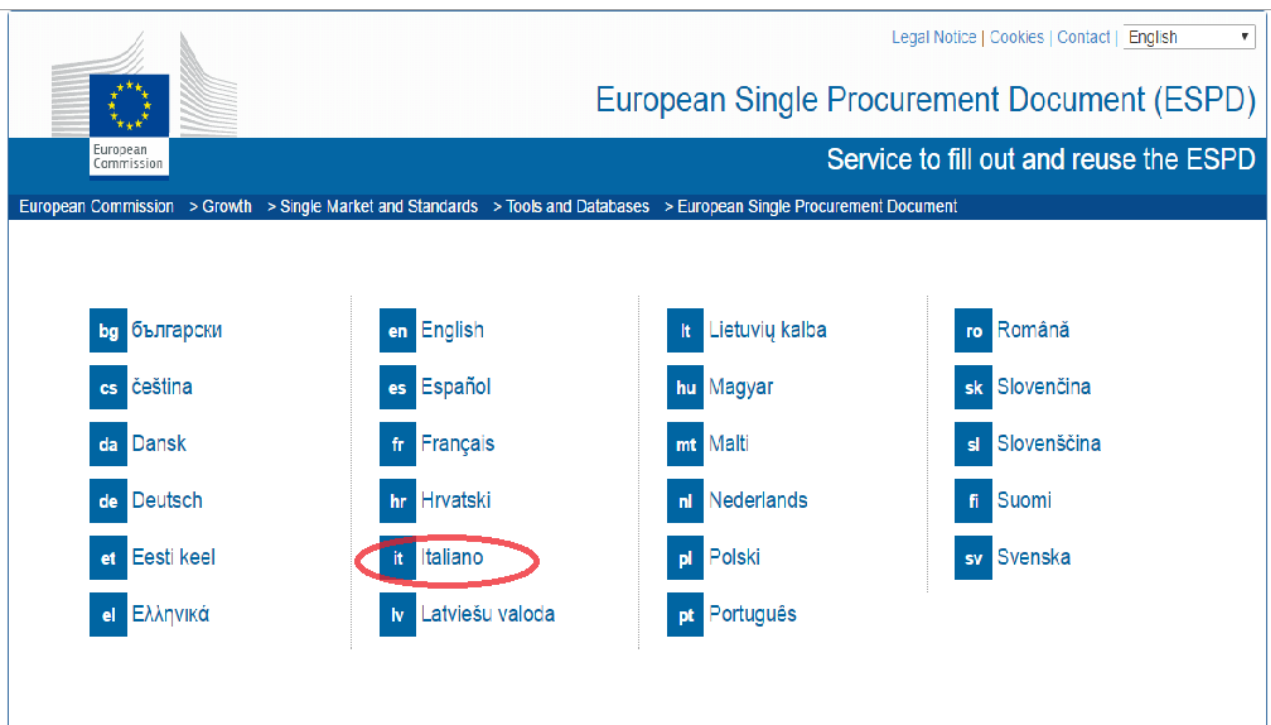 Legal Notice | Cookies | Contact | English
European Single Procurement Document (ESPD)
European
Commission
Service to fill out and reuse the ESPD
European Commission > Growth > Single Market and Standards > Tools and Databases > European Single Procurement Document
bg български
cs čeština
da Dansk
de Deutsch
et Eesti keel
el Ελληνικά
en English
es Español
fr Français
hr Hrvatski
it Italiano
lv Latviešu valoda
lt Lietuvių kalba
hu Magyar
mt Malti
nl Nederlands
pl Polski
pt Português
ro Română
sk Slovenčina
sl Slovenščina
fi Suomi
sv Svenska